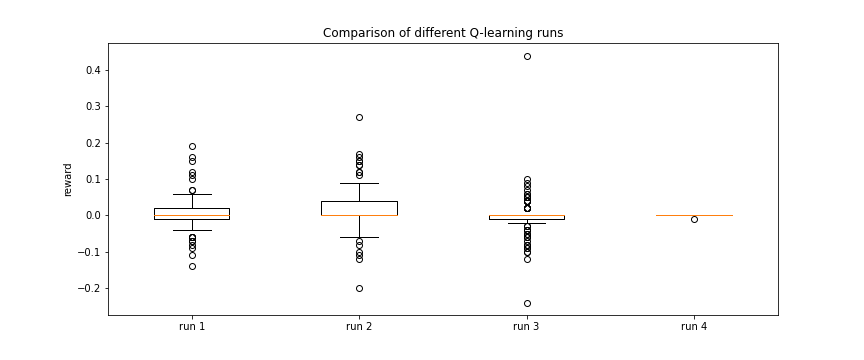 Comparison of different Q-learning runs
reward
0.4
0.3
0.2
0.1
0.0
−0.1
−0.2
run 1
run 2
run 3
run 4